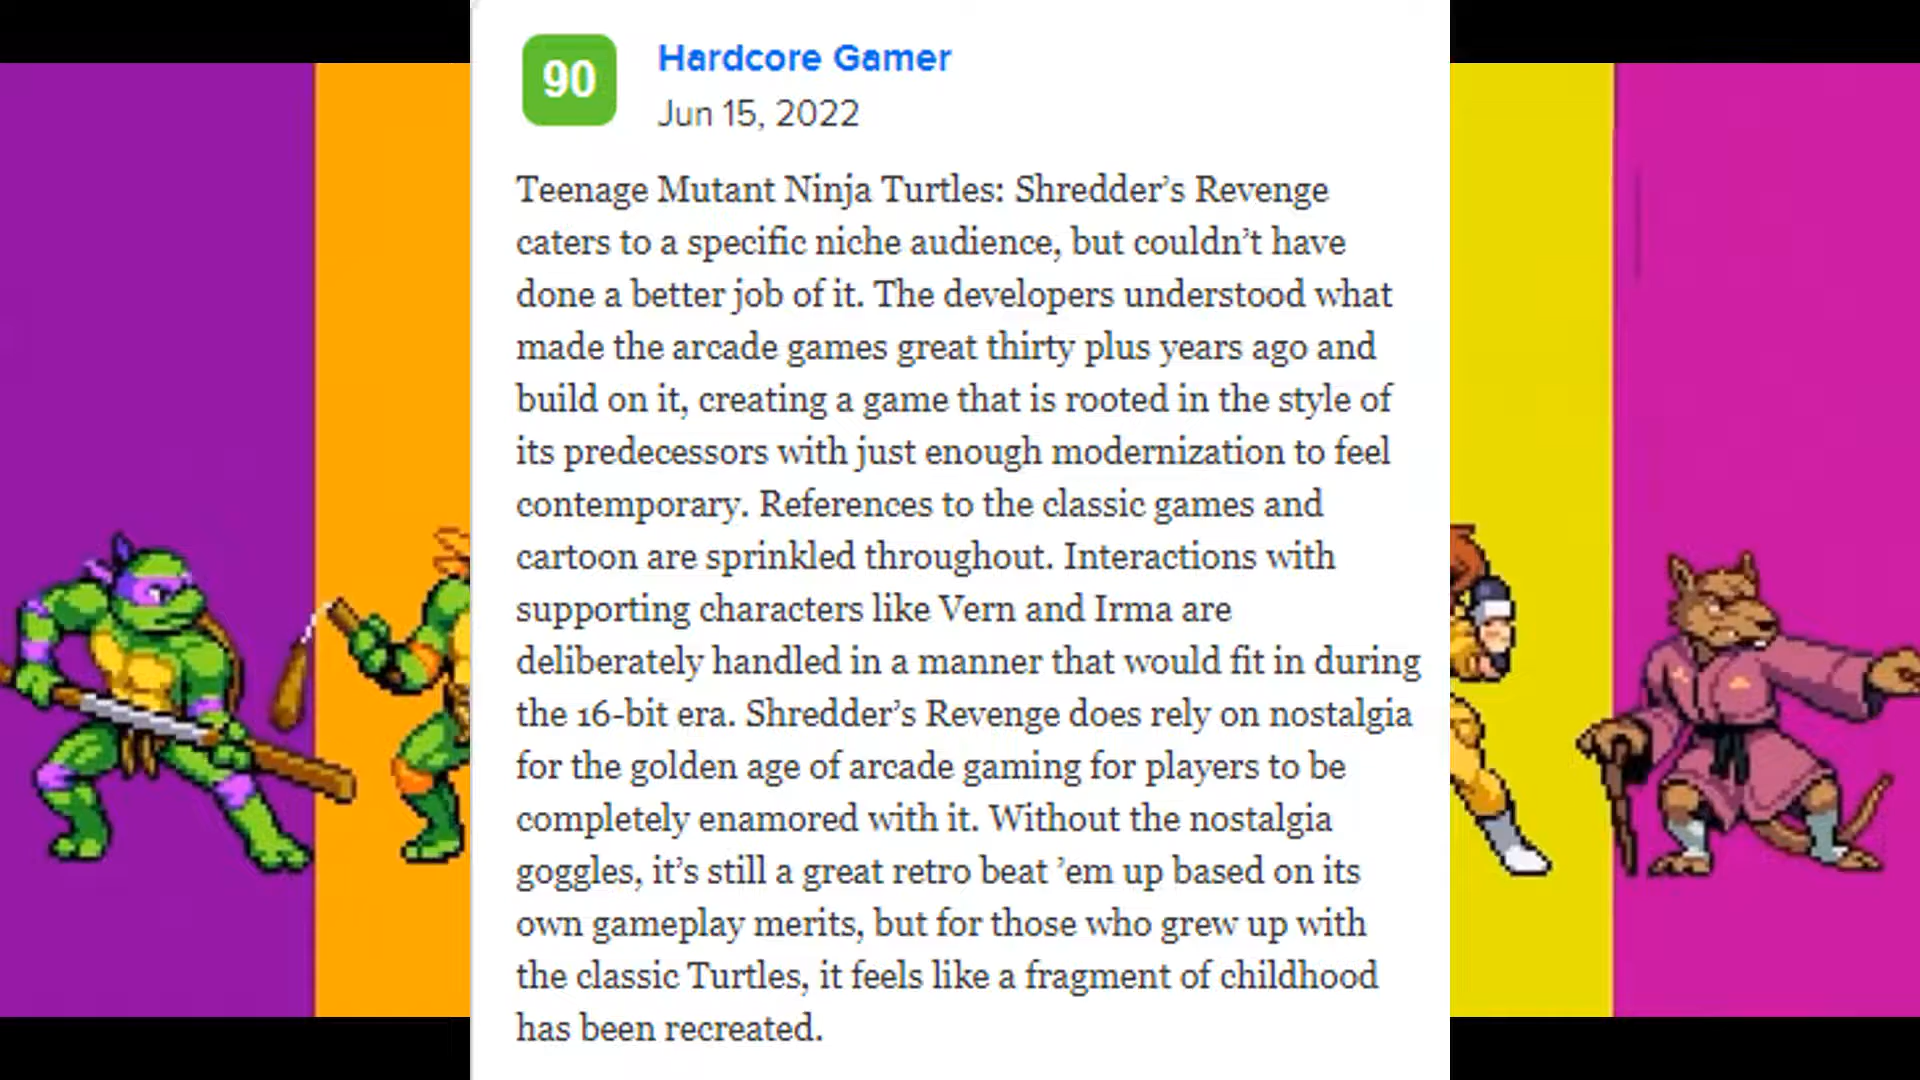 90
Hardcore Gamer
Jun 15, 2022
Teenage Mutant Ninja Turtles: Shredder’s Revenge
caters to a specific niche audience, but couldn’t have
done a better job of it. The developers understood what
made the arcade games great thirty plus years ago and
build on it, creating a game that is rooted in the style of
its predecessors with just enough modernization to feel
contemporary. References to the classic games and
cartoon are sprinkled throughout. Interactions with
supporting characters like Vern and Irma are
deliberately handled in a manner that would fit in during
the 16-bit era. Shredder’s Revenge does rely on nostalgia
for the golden age of arcade gaming for players to be
completely enamored with it. Without the nostalgia
goggles, it’s still a great retro beat ’em up based on its
own gameplay merits, but for those who grew up with
the classic Turtles, it feels like a fragment of childhood
has been recreated.